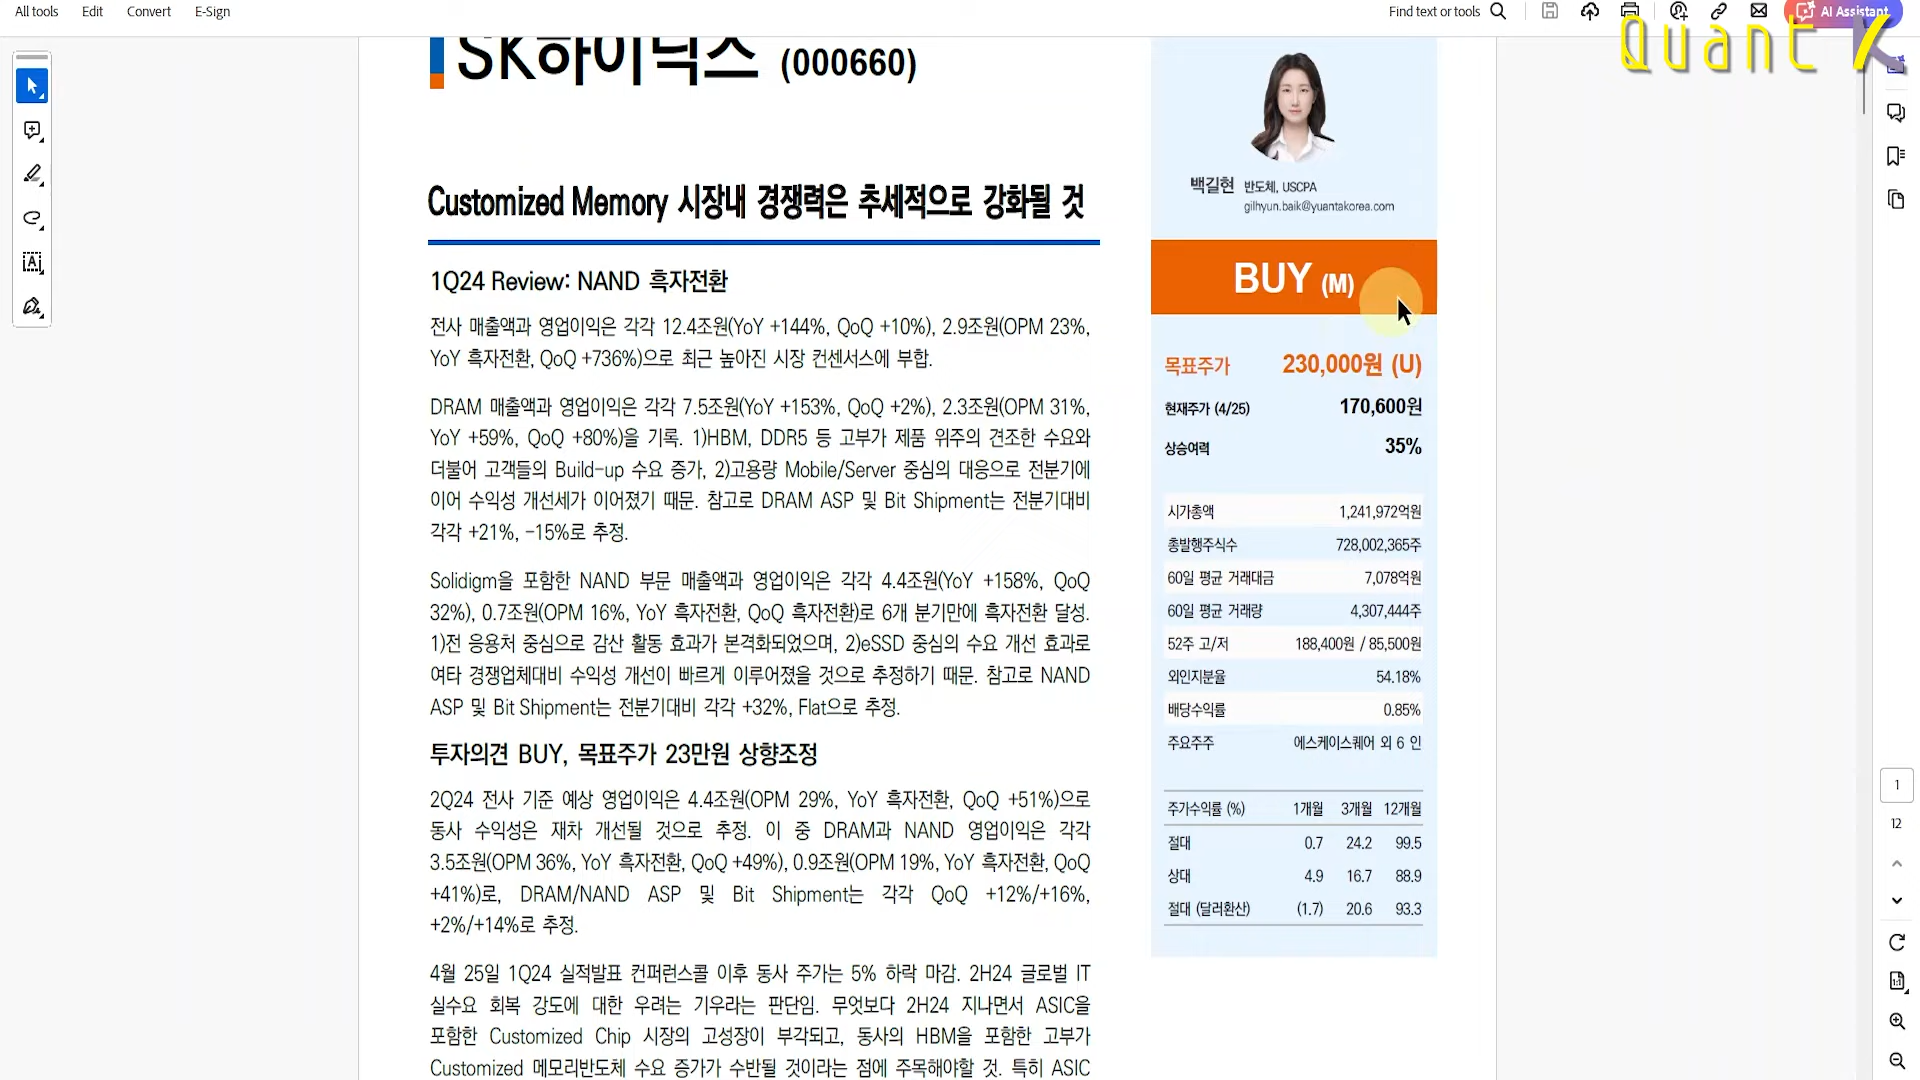 All tools Edit Convert E-Sign
Find text or tools
AI Assistant
Quant K
SK하이닉스 (000660)
Customized Memory 시장내 경쟁력은 추세적으로 강화될 것
1Q24 Review: NAND 흑자전환
전사 매출액과 영업이익은 각각 12.4조원(YoY +144%, QoQ +10%), 2.9조원(OPM 23%,
YoY 흑자전환, QoQ +736%)으로 최근 높아진 시장 컨센서스에 부합.
DRAM 매출액과 영업이익은 각각 7.5조원(YoY +153%, QoQ +2%), 2.3조원(OPM 31%,
YoY +59%, QoQ +80%)을 기록. 1)HBM, DDR5 등 고부가 제품 위주의 견조한 수요와
더불어 고객들의 Build-up 수요 증가, 2)고용량 Mobile/Server 중심의 대응으로 전분기에
이어 수익성 개선세가 이어졌기 때문. 참고로 DRAM ASP 및 Bit Shipment는 전분기대비
각각 +21%, -15%로 추정.
Solidigm을 포함한 NAND 부문 매출액과 영업이익은 각각 4.4조원(YoY +158%, QoQ
32%), 0.7조원(OPM 16%, YoY 흑자전환, QoQ 흑자전환)로 6개 분기만에 흑자전환 달성.
1)전 응용처 중심으로 감산 활동 효과가 본격화되었으며, 2)eSSD 중심의 수요 개선 효과로
여타 경쟁업체대비 수익성 개선이 빠르게 이루어졌을 것으로 추정하기 때문. 참고로 NAND
ASP 및 Bit Shipment는 전분기대비 각각 +32%, Flat으로 추정.
투자의견 BUY, 목표주가 23만원 상향조정
2Q24 전사 기준 예상 영업이익은 4.4조원(OPM 29%, YoY 흑자전환, QoQ +51%)으로
동사 수익성은 재차 개선될 것으로 추정. 이 중 DRAM과 NAND 영업이익은 각각
3.5조원(OPM 36%, YoY 흑자전환, QoQ +49%), 0.9조원(OPM 19%, YoY 흑자전환, QoQ
+41%)로, DRAM/NAND ASP 및 Bit Shipment는 각각 QoQ +12%/+16%,
+2%/+14%로 추정.
4월 25일 1Q24 실적발표 컨퍼런스콜 이후 동사 주가는 5% 하락 마감. 2H24 글로벌 IT
실수요 회복 강도에 대한 우려는 기우라는 판단임. 무엇보다 2H24 지나면서 ASIC을
포함한 Customized Chip 시장의 고성장이 부각되고, 동사의 HBM을 포함한 고부가
Customized 메모리반도체 수요 증가가 수반될 것이라는 점에 주목해야할 것. 특히 ASIC
백길현 반도체, USCPA
gilhyun.baik@yuantakorea.com
BUY (M)
목표주가 230,000원 (U)
현재주가 (4/25) 170,600원
상승여력 35%
시가총액 1,241,972억원
총발행주식수 728,002,365주
60일 평균 거래대금 7,078억원
60일 평균 거래량 4,307,444주
52주 고/저 188,400원 / 85,500원
외인지분율 54.18%
배당수익률 0.85%
주요주주 에스케이스퀘어 외 6 인
주가수익률 (%) 1개월 3개월 12개월
절대 0.7 24.2 99.5
상대 4.9 16.7 88.9
절대 (달러환산) (1.7) 20.6 93.3
1
12